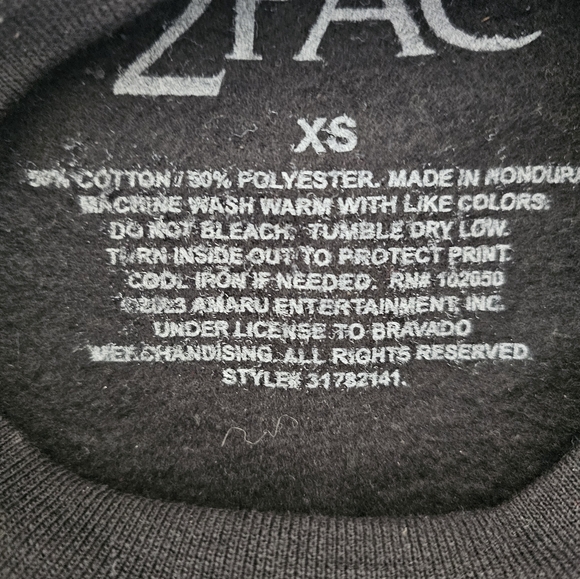 2PAC
XS
50% COTTON / 50% POLYESTER. MADE IN HONDURA
MACHINE WASH WARM WITH LIKE COLORS.
DO NOT BLEACH. TUMBLE DRY LOW.
TURN INSIDE OUT TO PROTECT PRINT.
COOL IRON IF NEEDED. RN# 102050
©2023 AMARU ENTERTAINMENT, INC.
UNDER LICENSE TO BRAVADO
MERCHANDISING. ALL RIGHTS RESERVED.
STYLE# 31782141.